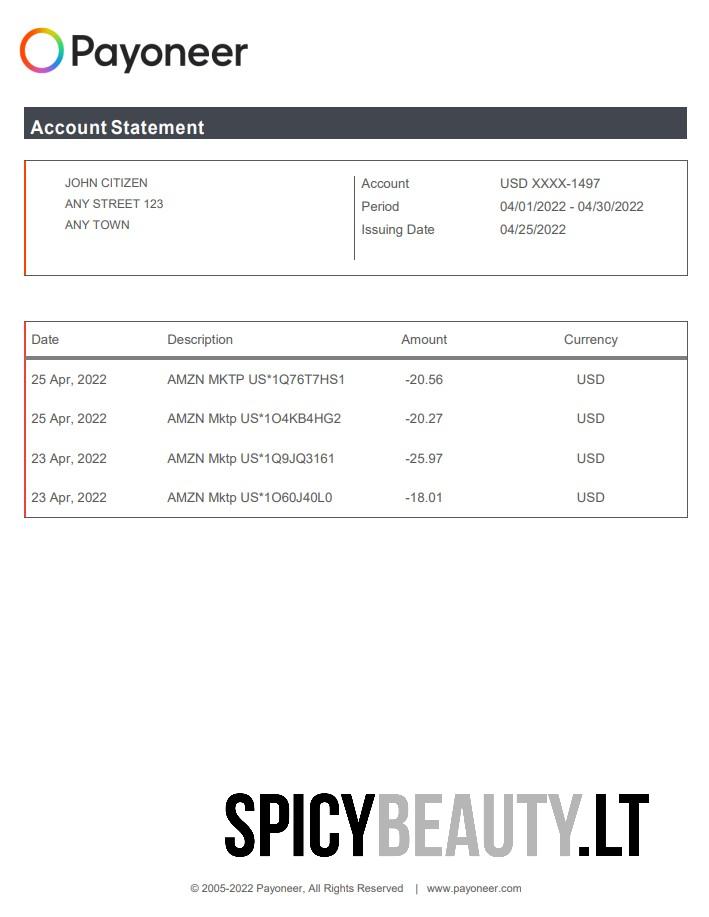 Payoneer
Account Statement
JOHN CITIZEN
ANY STREET 123
ANY TOWN
Account USD XXXX-1497
Period 04/01/2022 - 04/30/2022
Issuing Date 04/25/2022
Date Description Amount Currency
25 Apr, 2022 AMZN MKTP US*1Q76T7HS1 -20.56 USD
25 Apr, 2022 AMZN Mktp US*1O4KB4HG2 -20.27 USD
23 Apr, 2022 AMZN Mktp US*1Q9JQ3161 -25.97 USD
23 Apr, 2022 AMZN Mktp US*1O60J40L0 -18.01 USD
SPICYBEAUTY.LT
© 2005-2022 Payoneer, All Rights Reserved | www.payoneer.com